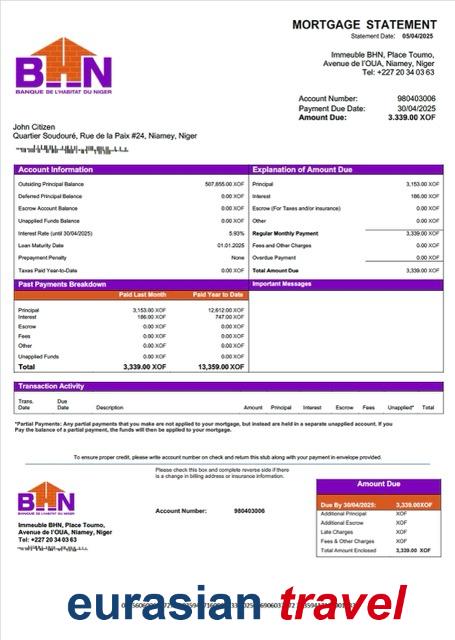 MORTGAGE STATEMENT
Statement Date: 05/04/2025
BHN
BANQUE DE L'HABITAT DU NIGER
Immeuble BHN, Place Toumo,
Avenue de l'OUA, Niamey, Niger
Tel: +227 20 34 03 63
Account Number: 980403006
Payment Due Date: 30/04/2025
Amount Due: 3.339.00 XOF
John Citizen
Quartier Soudouré, Rue de la Paix #24, Niamey, Niger
Account Information
Outsiding Principal Balance 507,655.00 XOF
Deferred Principal Balance 0.00 XOF
Escrow Account Balance 0.00 XOF
Unapplied Funds Balance 0.00 XOF
Interest Rate (until 30/04/2025) 5.93%
Loan Maturity Date 01.01.2025
Prepayment Penalty None
Taxes Paid Year-to-Date 0.00 XOF
Explanation of Amount Due
Principal 3,153.00 XOF
Interest 186.00 XOF
Escrow (For Taxes and/or insurance) 0.00 XOF
Other 0.00 XOF
Regular Monthly Payment 3,339.00 XOF
Fees and Other Charges 0.00 XOF
Overdue Payment 0.00 XOF
Total Amount Due 3,339.00 XOF
Past Payments Breakdown
Paid Last Month Paid Year to Date
Principal 3,153.00 XOF 12,612.00 XOF
Interest 186.00 XOF 747.00 XOF
Escrow 0.00 XOF 0.00 XOF
Fees 0.00 XOF 0.00 XOF
Other 0.00 XOF 0.00 XOF
Unapplied Funds 0.00 XOF 0.00 XOF
Total 3,339.00 XOF 13,359.00 XOF
Important Messages
Transaction Activity
Trans. Date Due Date Description Amount Principal Interest Escrow Fees Unapplied* Total
*Partial Payments: Any partial payments that you make are not applied to your mortgage, but instead are held in a separate unapplied account. If you
Pay the balance of a partial payment, the funds will then be applied to your mortgage.
To ensure proper credit, please write account number on check and return this stub along with your payment in envelope provided.
Please check this box and complete reverse side if there
is a change in billing address or insurance information.
BHN
BANQUE DE L'HABITAT DU NIGER
Immeuble BHN, Place Toumo,
Avenue de l'OUA, Niamey, Niger
Tel: +227 20 34 03 63
Account Number: 980403006
Amount Due
Due By 30/04/2025: 3,339.00XOF
Additional Principal XOF
Additional Escrow XOF
Late Charges XOF
Fees & Other Charges XOF
Total Amount Enclosed 3,339.00 XOF
eurasian travel